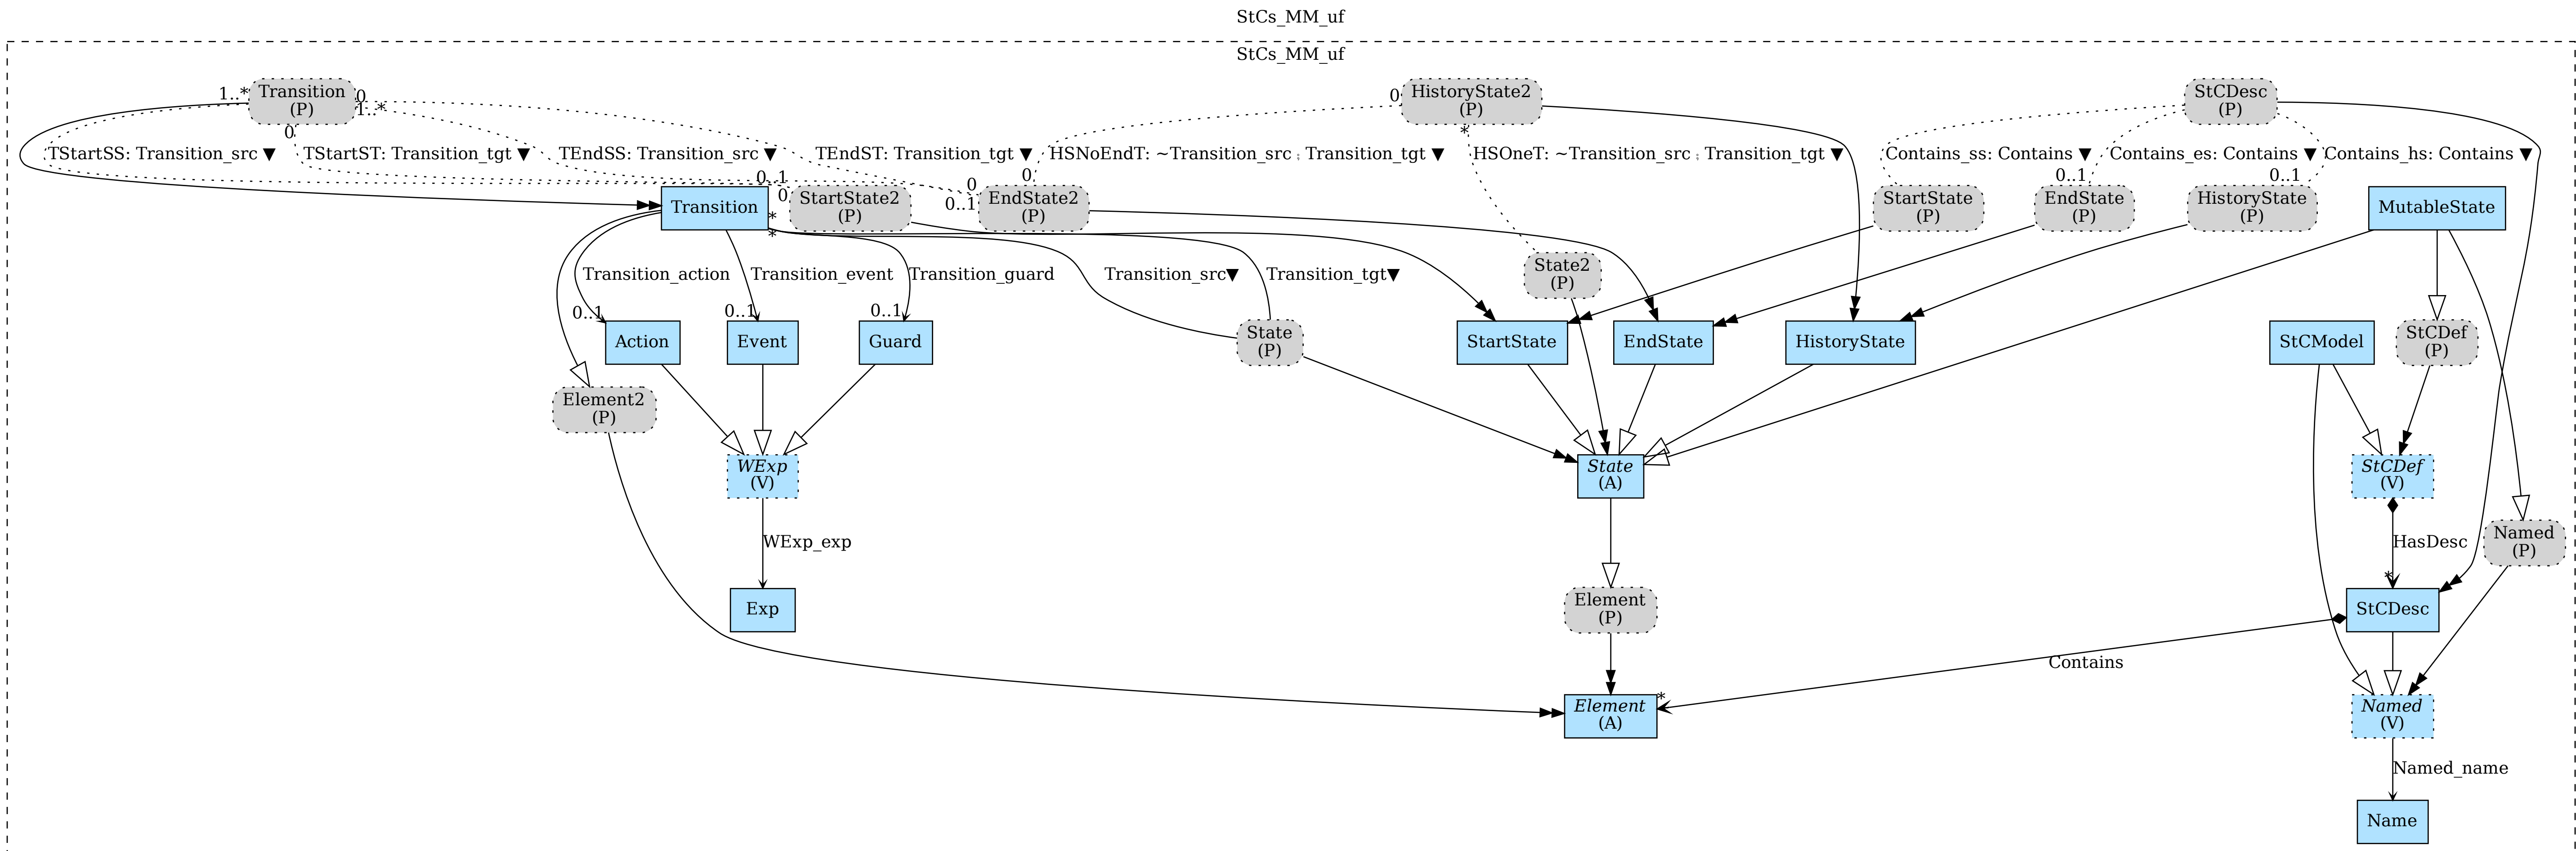 StCs_MM_uf
StCs_MM_uf
Transition
(P)
1..*
0
1..*
0
HistoryState2
(P)
0
*
StCDesc
(P)
TStartSS: Transition_src ▼
TStartST: Transition_tgt ▼
TEndSS: Transition_src ▼
TEndST: Transition_tgt ▼
HSNoEndT: ~Transition_src ; Transition_tgt ▼
HSOneT: ~Transition_src ; Transition_tgt ▼
Contains_ss: Contains ▼
Contains_es: Contains ▼
Contains_hs: Contains ▼
0..1
0
0
0..1
0
0..1
0..1
Transition
*
*
StartState2
(P)
EndState2
(P)
StartState
(P)
EndState
(P)
HistoryState
(P)
MutableState
Transition_action
Transition_event
Transition_guard
Transition_src▼
Transition_tgt▼
State2
(P)
0..1
0..1
0..1
Action
Event
Guard
State
(P)
StartState
EndState
HistoryState
StCModel
StCDef
(P)
Element2
(P)
WExp
(V)
State
(A)
StCDef
(V)
WExp_exp
HasDesc
Named
(P)
*
Exp
Element
(P)
StCDesc
Contains
*
Element
(A)
Named
(V)
Named_name
Name